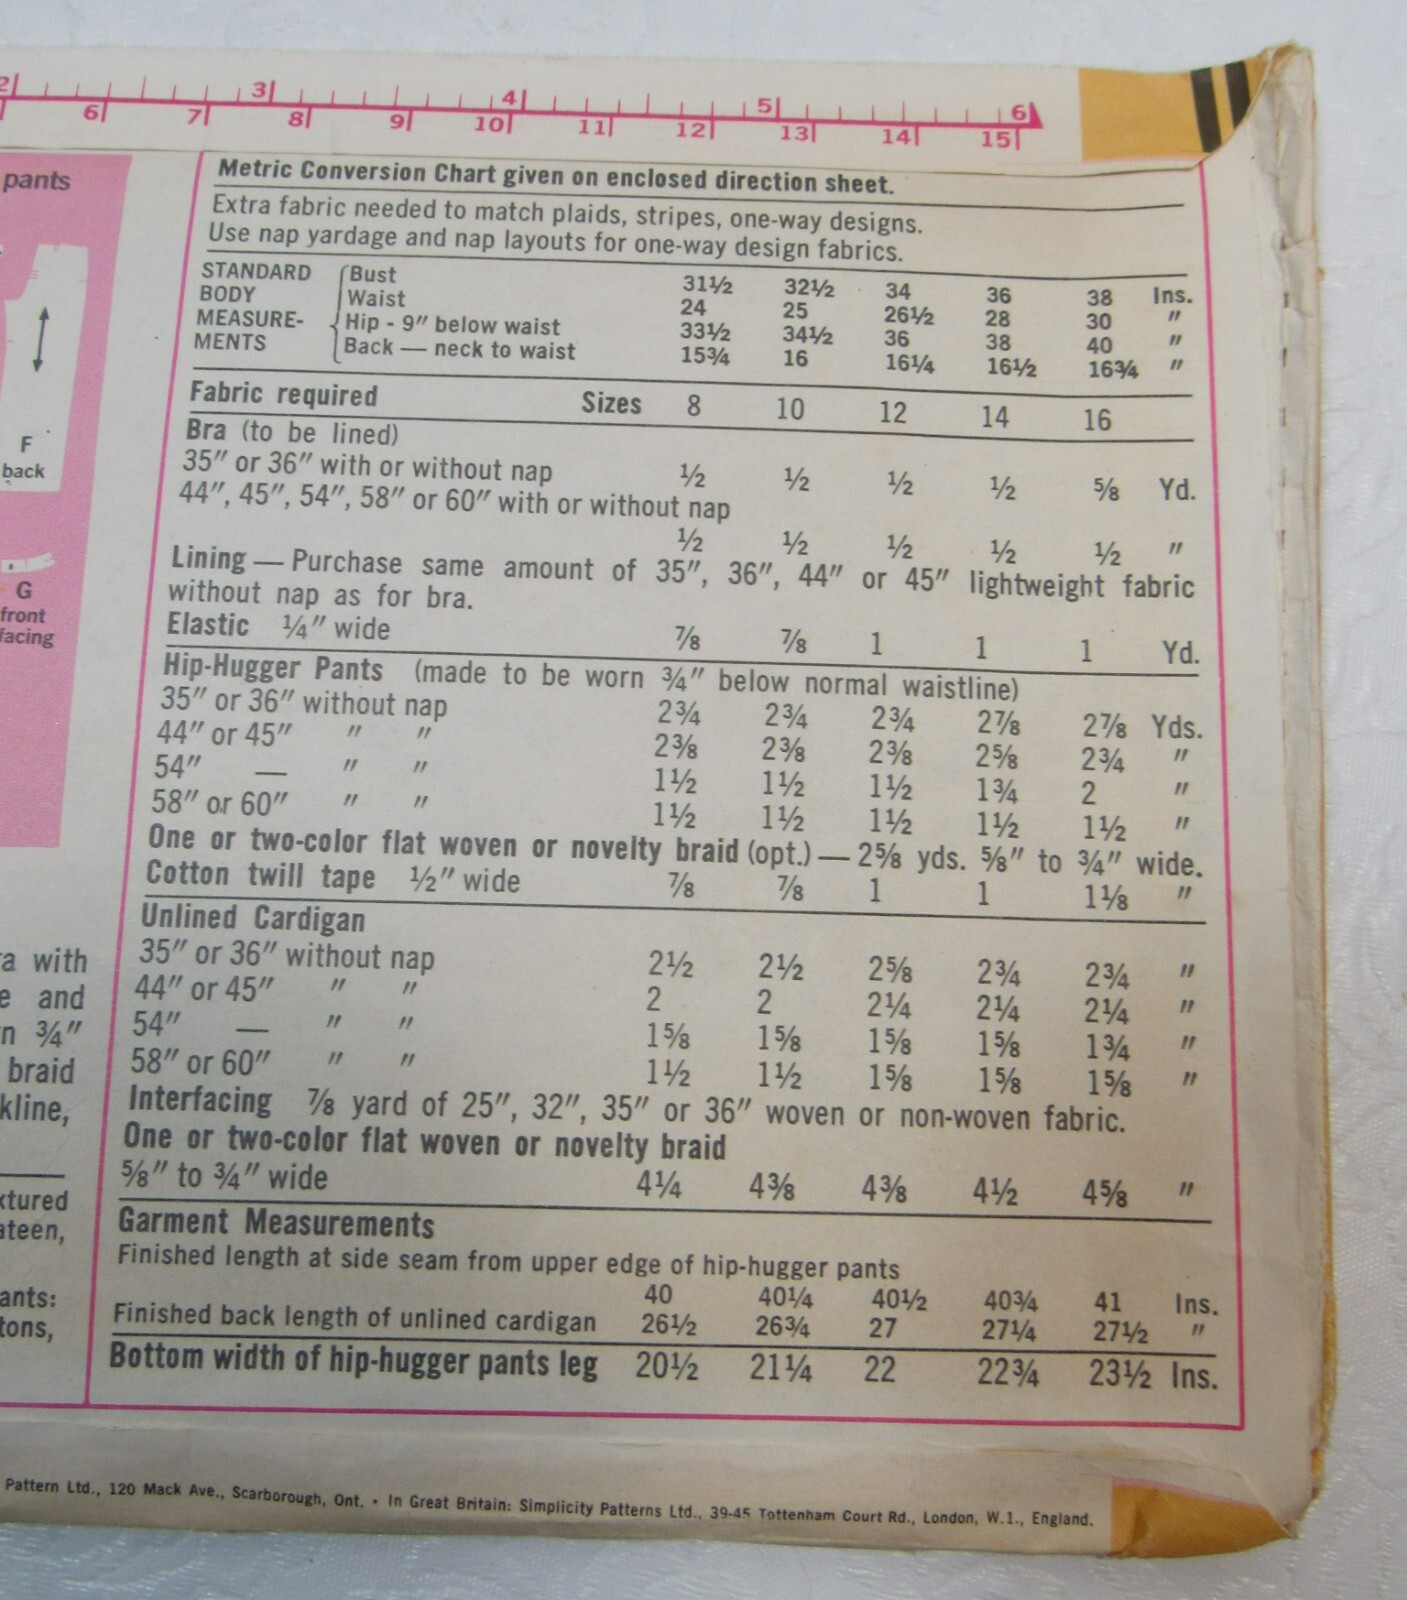 2 3 4 5 6
6 7 8 9 10 11 12 13 14 15
pants
F
back
G
front
facing
a with
e and
n ¾"
braid
kline,
xtured
ateen,
ants:
tons,
Metric Conversion Chart given on enclosed direction sheet.
Extra fabric needed to match plaids, stripes, one-way designs.
Use nap yardage and nap layouts for one-way design fabrics.
STANDARD BODY MEASURE-MENTS
Bust 31½ 32½ 34 36 38 Ins.
Waist 24 25 26½ 28 30 "
Hip - 9" below waist 33½ 34½ 36 38 40 "
Back — neck to waist 15¾ 16 16¼ 16½ 16¾ "
Fabric required Sizes 8 10 12 14 16
Bra (to be lined)
35" or 36" with or without nap ½ ½ ½ ½ ⅝ Yd.
44", 45", 54", 58" or 60" with or without nap
½ ½ ½ ½ ½ "
Lining — Purchase same amount of 35", 36", 44" or 45" lightweight fabric
without nap as for bra.
Elastic ¼" wide ⅞ ⅞ 1 1 1 Yd.
Hip-Hugger Pants (made to be worn ¾" below normal waistline)
35" or 36" without nap 2¾ 2¾ 2¾ 2⅞ 2⅞ Yds.
44" or 45" " " 2⅜ 2⅜ 2⅜ 2⅝ 2¾ "
54" — " " 1½ 1½ 1½ 1¾ 2 "
58" or 60" " " 1½ 1½ 1½ 1½ 1½ "
One or two-color flat woven or novelty braid (opt.) — 2⅝ yds. ⅝" to ¾" wide.
Cotton twill tape ½" wide ⅞ ⅞ 1 1 1⅛ "
Unlined Cardigan
35" or 36" without nap 2½ 2½ 2⅝ 2¾ 2¾ "
44" or 45" " " 2 2 2¼ 2¼ 2¼ "
54" — " " 1⅝ 1⅝ 1⅝ 1⅝ 1¾ "
58" or 60" " " 1½ 1½ 1⅝ 1⅝ 1⅝ "
Interfacing ⅞ yard of 25", 32", 35" or 36" woven or non-woven fabric.
One or two-color flat woven or novelty braid
⅝" to ¾" wide 4¼ 4⅜ 4⅜ 4½ 4⅝ "
Garment Measurements
Finished length at side seam from upper edge of hip-hugger pants
40 40¼ 40½ 40¾ 41 Ins.
Finished back length of unlined cardigan 26½ 26¾ 27 27¼ 27½ "
Bottom width of hip-hugger pants leg 20½ 21¼ 22 22¾ 23½ Ins.
Pattern Ltd., 120 Mack Ave., Scarborough, Ont. • In Great Britain: Simplicity Patterns Ltd., 39-45 Tottenham Court Rd., London, W.1., England.